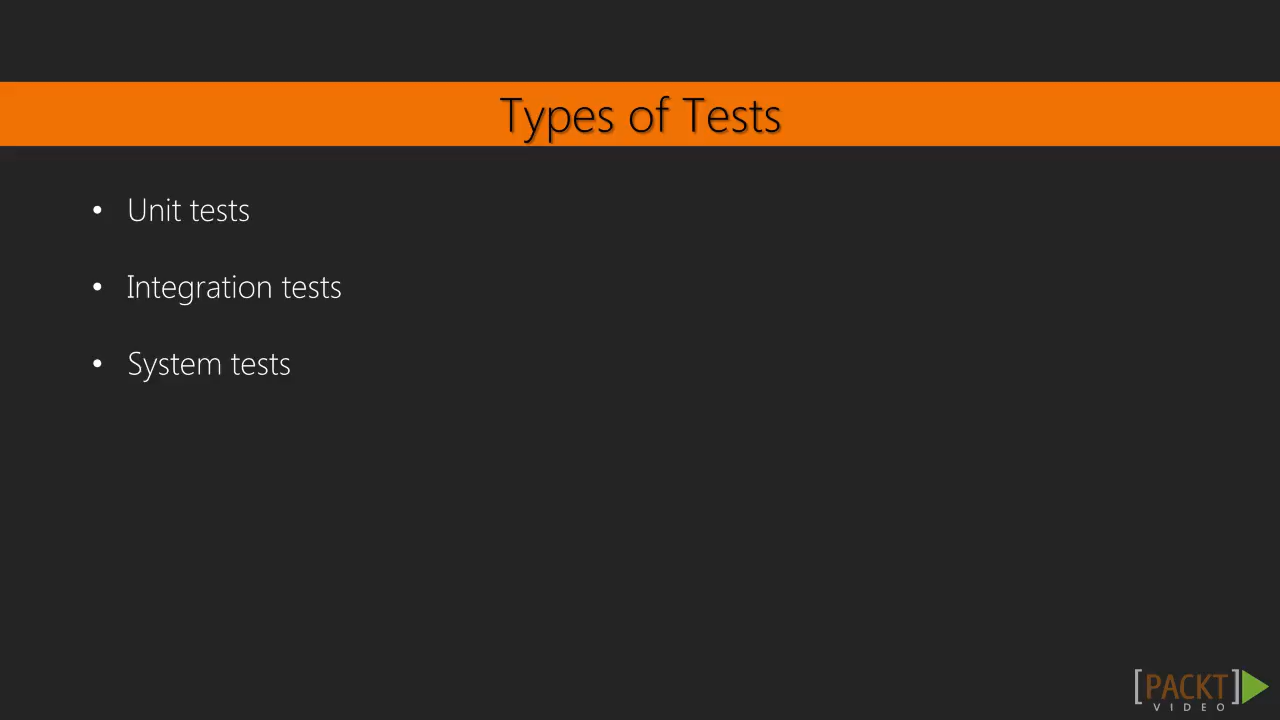 Types of Tests
• Unit tests
• Integration tests
• System tests
[PACKT]
VIDEO